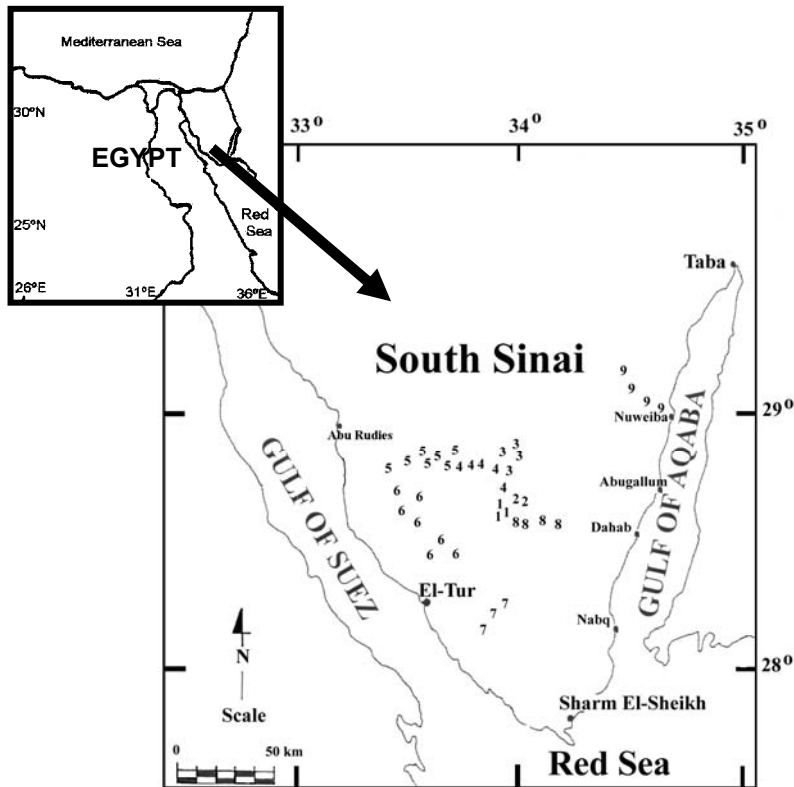 Mediterranean Sea
30ºN
EGYPT
25ºN
Red
Sea
26ºE
31ºE
36ºE
33º
34º
35º
Taba
South Sinai
9
9
9
9
Nuweiba
29º
Abu Rudies
GULF OF SUEZ
GULF OF AQABA
3
5 5 3 3
5 5 5 5 5 4 4 4 4 3
6 6 4
Abugallum
6 1 2 2
6 1 1 8 8 8 8
Dahab
6
6 6
El-Tur
7
7
7
Nabq
28º
N
Scale
Sharm El-Sheikh
0 50 km
Red Sea